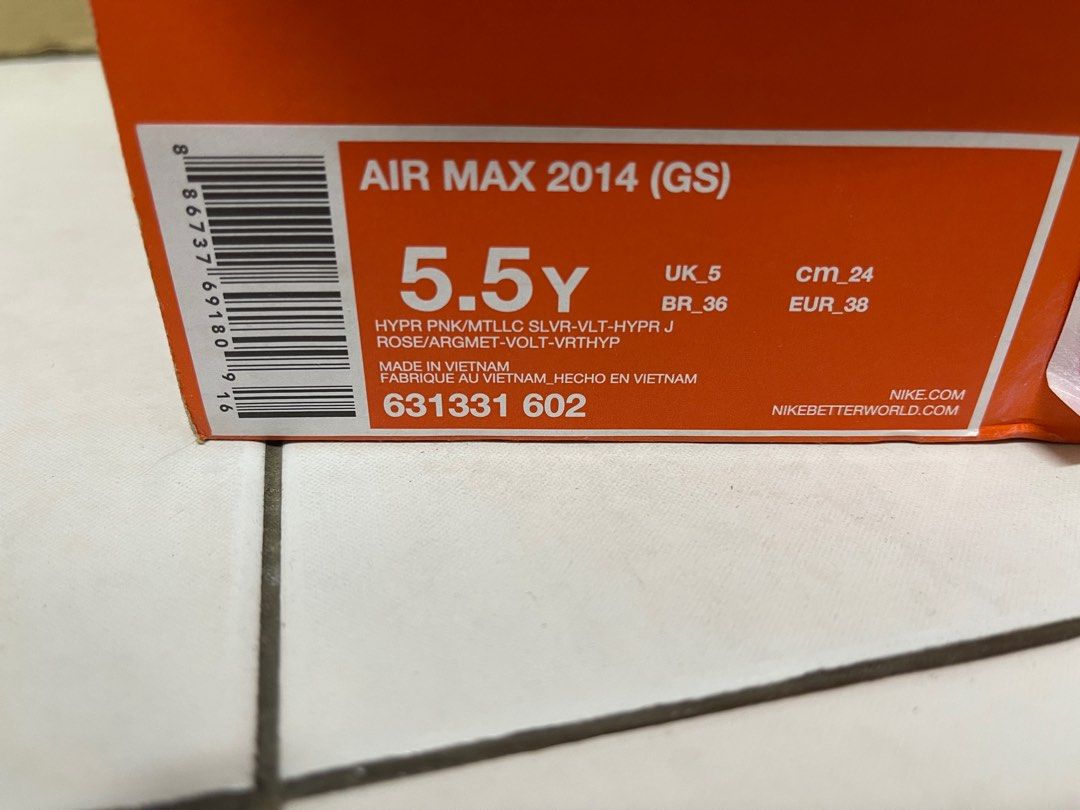 8 86737 69180 9 16
AIR MAX 2014 (GS)
5.5Y
UK_5 cm_24
BR_36 EUR_38
HYPR PNK/MTLLC SLVR-VLT-HYPR J
ROSE/ARGMET-VOLT-VRTHYP
MADE IN VIETNAM
FABRIQUE AU VIETNAM_HECHO EN VIETNAM
631331 602
NIKE.COM
NIKEBETTERWORLD.COM